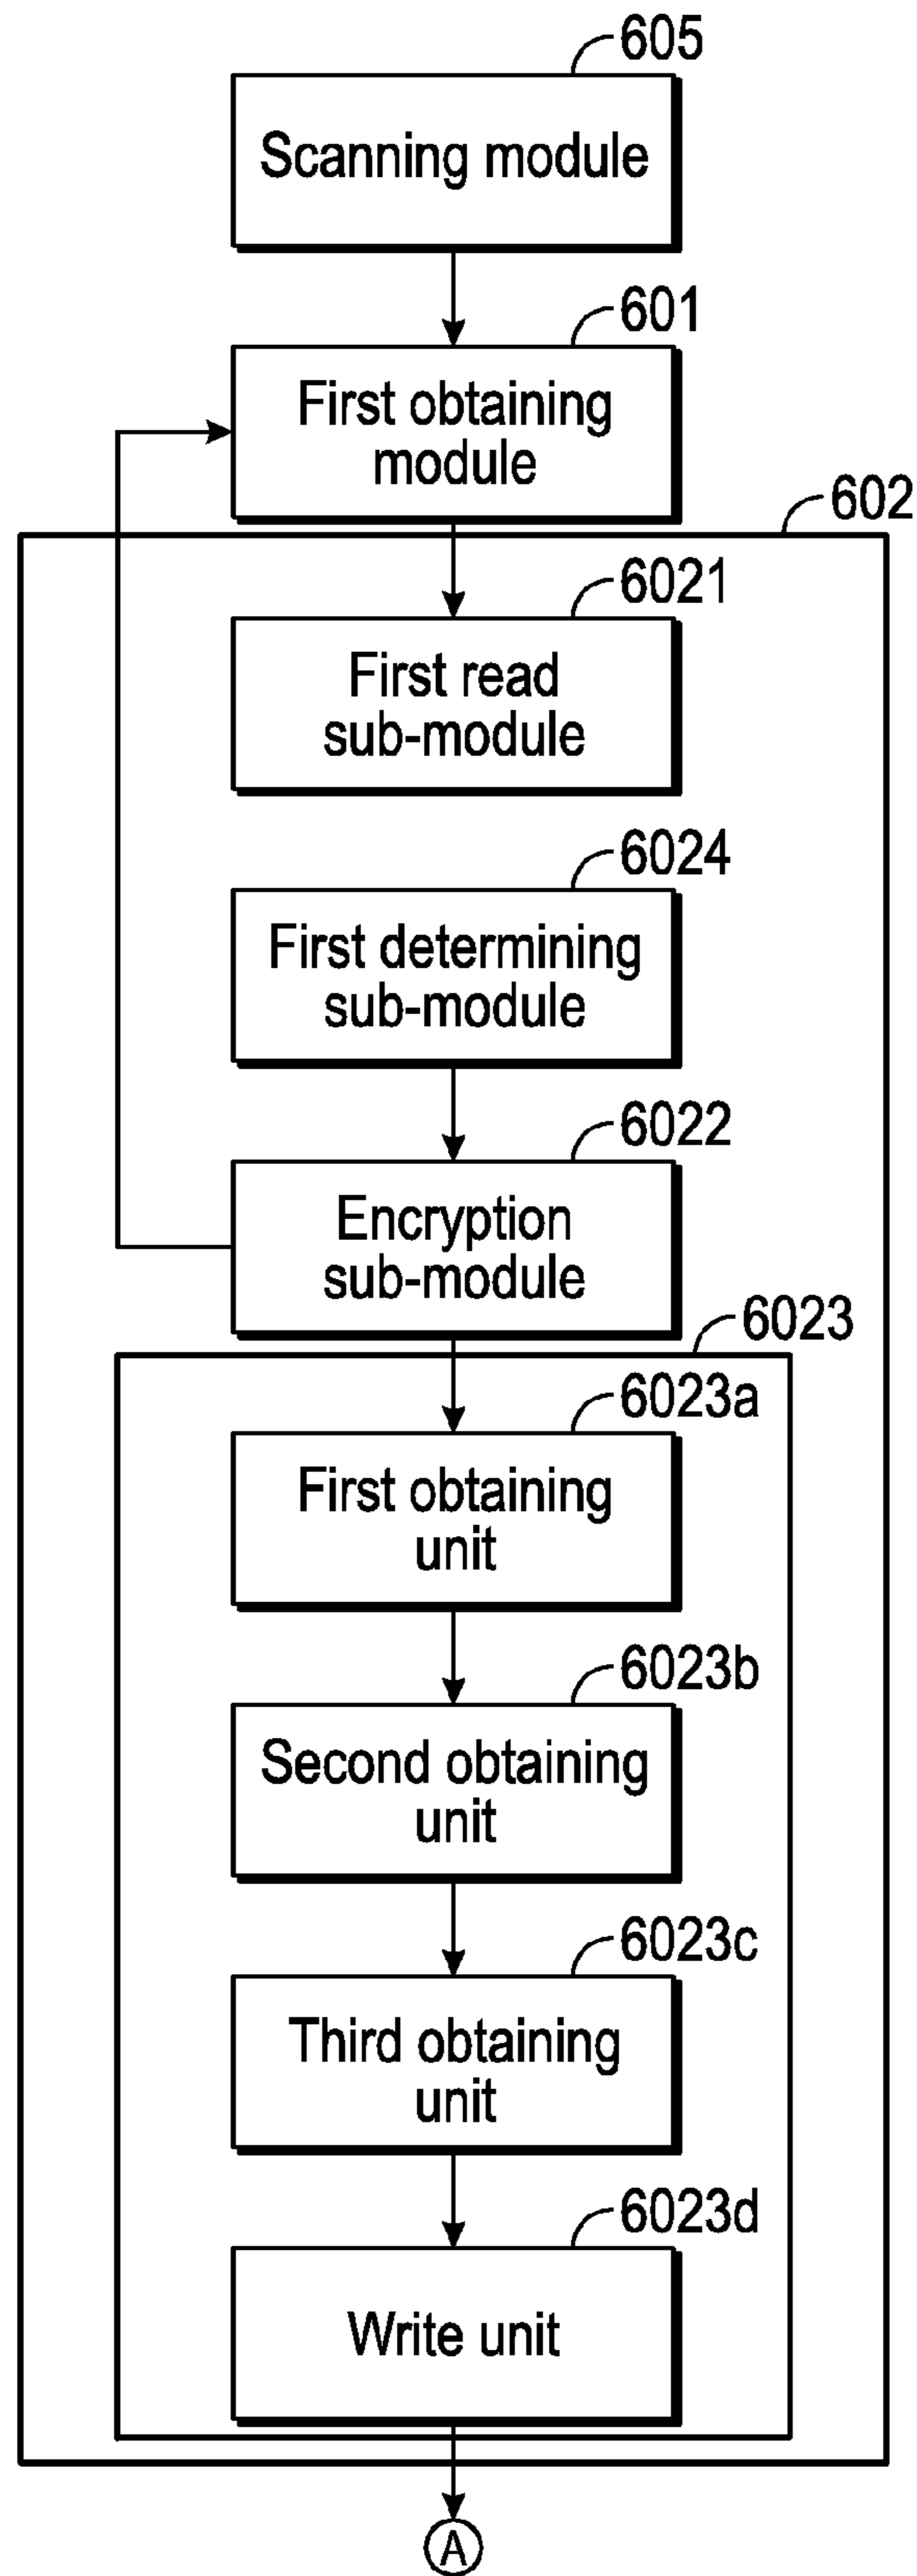 605
Scanning module
601
First obtaining
module
602
6021
First read
sub-module
6024
First determining
sub-module
6022
Encryption
sub-module
6023
6023a
First obtaining
unit
6023b
Second obtaining
unit
6023c
Third obtaining
unit
6023d
Write unit
A